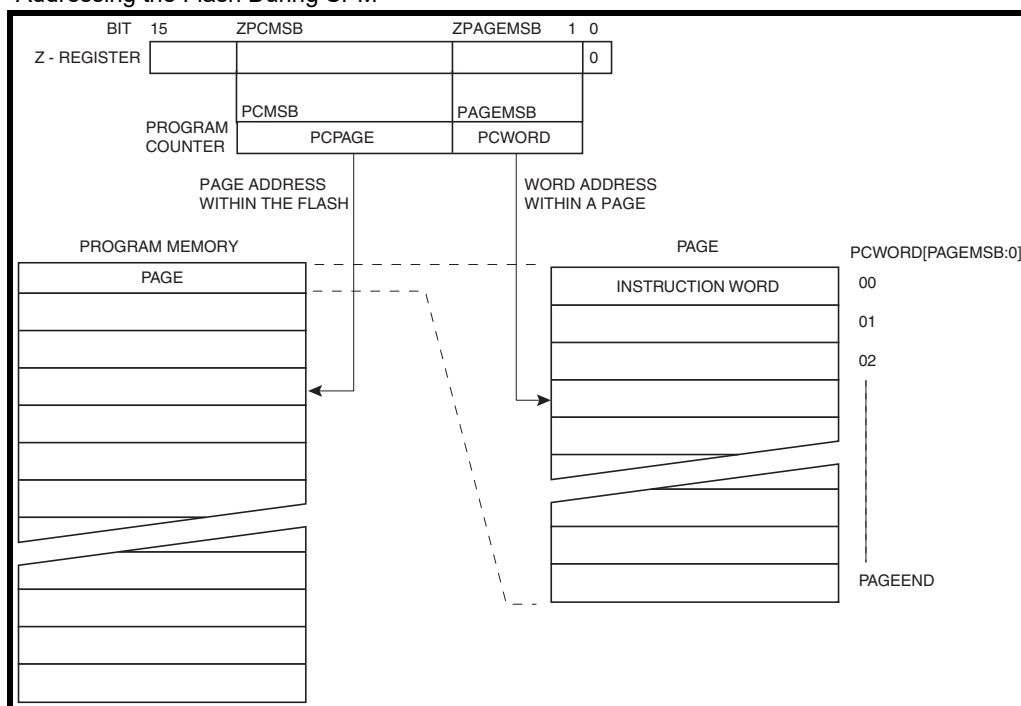 Addressing the Flash During SPM
BIT 15 ZPCMSB ZPAGEMSB 1 0
Z - REGISTER 0
PCMSB PAGEMSB
PROGRAM
COUNTER
PCPAGE PCWORD
PAGE ADDRESS
WITHIN THE FLASH
WORD ADDRESS
WITHIN A PAGE
PROGRAM MEMORY
PAGE
PAGE
PCWORD[PAGEMSB:0]
INSTRUCTION WORD
00
01
02
PAGEEND